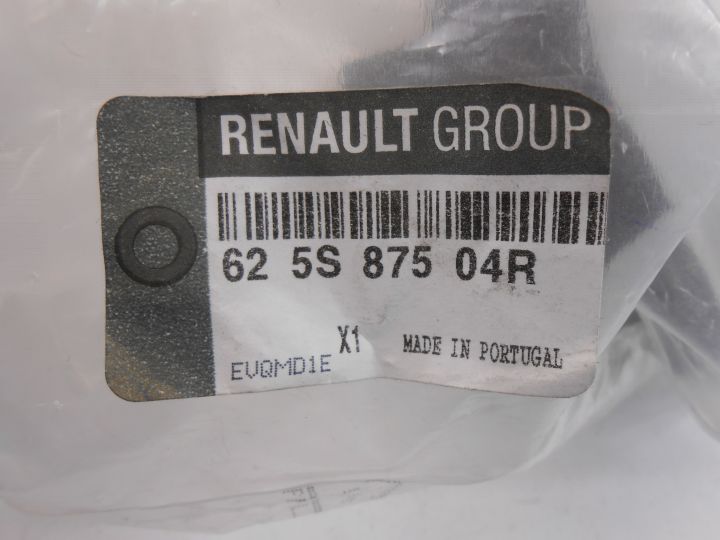 RENAULT GROUP
62 5S 875 04R
X1 MADE IN PORTUGAL
EVQMD1E